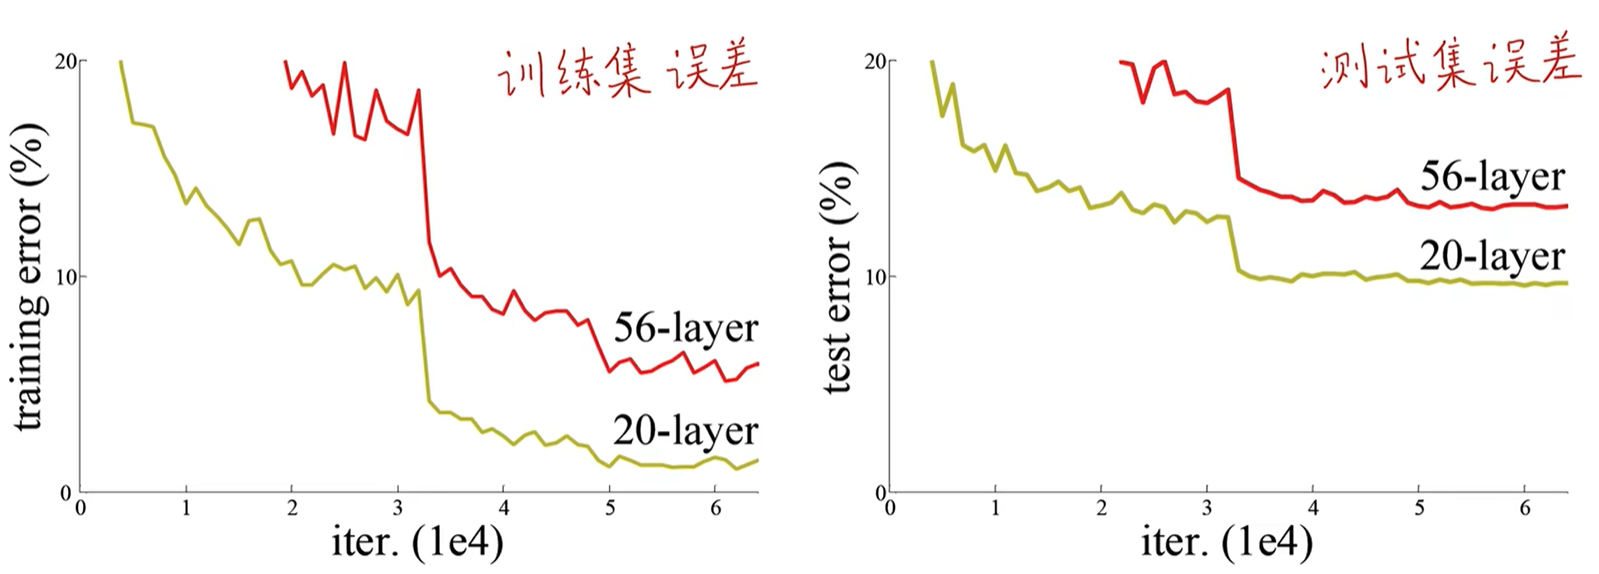 训练集 误差
training error (%)
20
10
0
56-layer
20-layer
0 1 2 3 4 5 6
iter. (1e4)
测试集 误差
test error (%)
20
10
0
56-layer
20-layer
0 1 2 3 4 5 6
iter. (1e4)